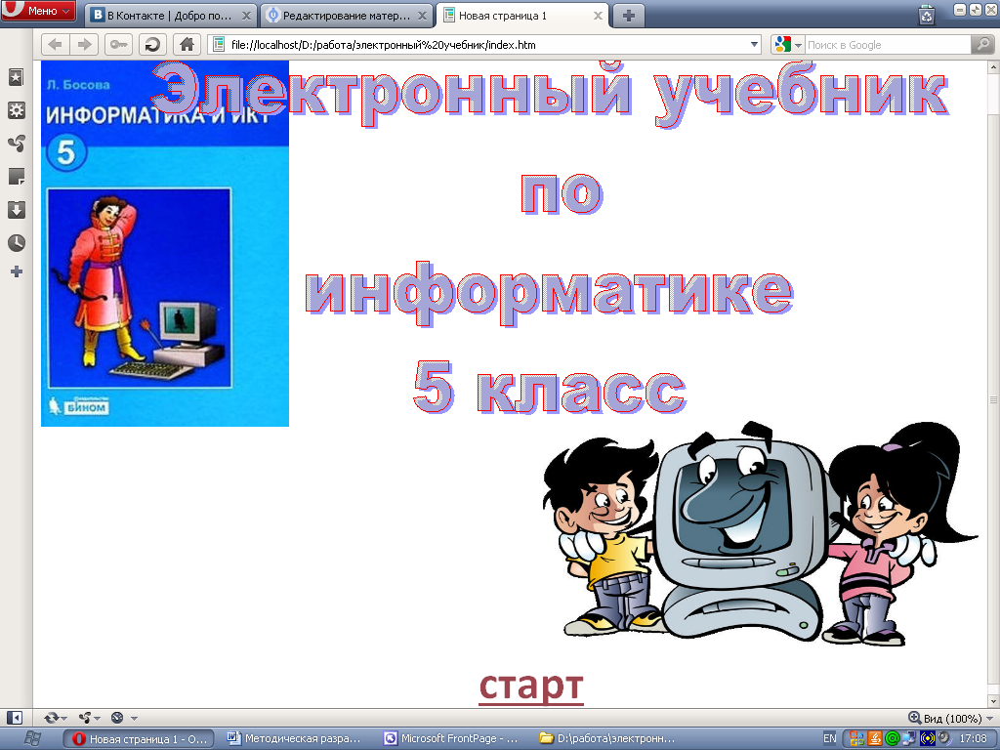 Меню
В Контакте | Добро по...
Редактирование матер...
Новая страница 1
file://localhost/D:/работа/электронный%20учебник/index.htm
Поиск в Google
Электронный учебник
по
информатике
5 класс
Л. Босова
ИНФОРМАТИКА И ИКТ
5
БИНОМ
старт
Вид (100%)
Новая страница 1 - O...
Методическая разра...
Microsoft FrontPage - ...
D:\работа\электронн...
EN
17:08